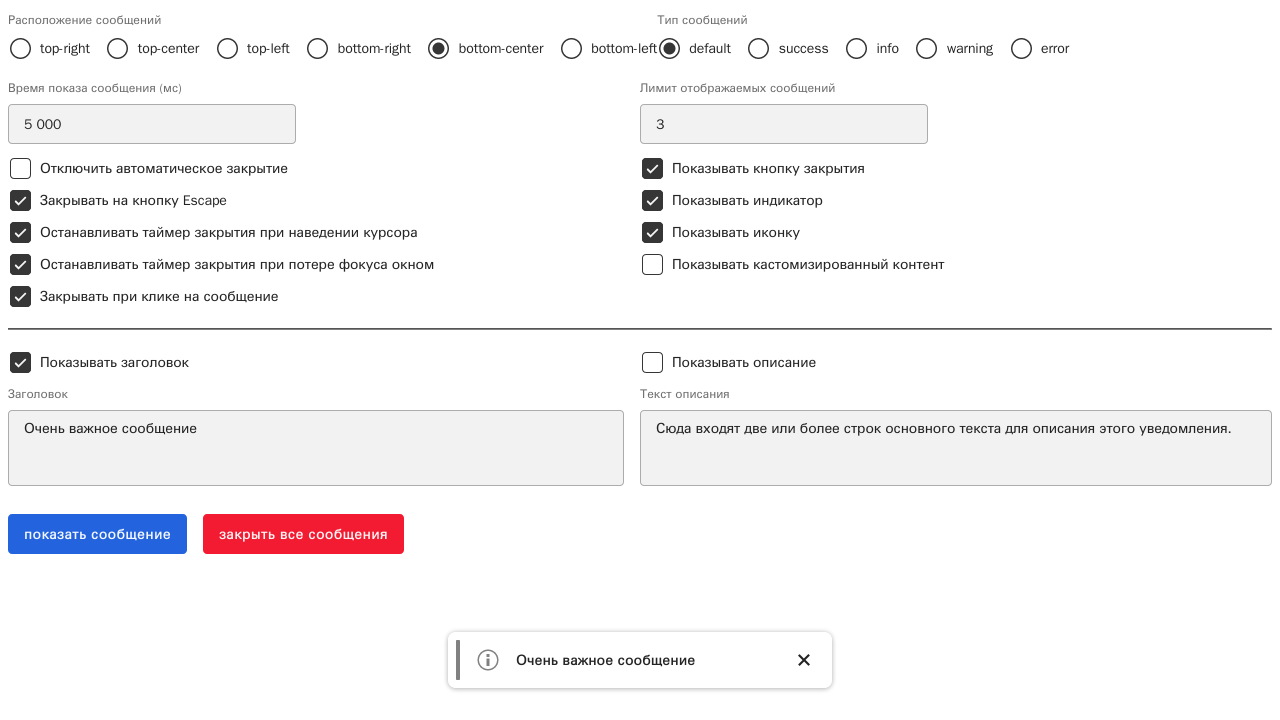 Расположение сообщений
top-right top-center top-left bottom-right bottom-center bottom-left
Тип сообщений
default success info warning error
Время показа сообщения (мс)
5 000
Отключить автоматическое закрытие
Закрывать на кнопку Escape
Останавливать таймер закрытия при наведении курсора
Останавливать таймер закрытия при потере фокуса окном
Закрывать при клике на сообщение
Лимит отображаемых сообщений
3
Показывать кнопку закрытия
Показывать индикатор
Показывать иконку
Показывать кастомизированный контент
Показывать заголовок
Заголовок
Очень важное сообщение
Показывать описание
Текст описания
Сюда входят две или более строк основного текста для описания этого уведомления.
показать сообщение закрыть все сообщения
Очень важное сообщение